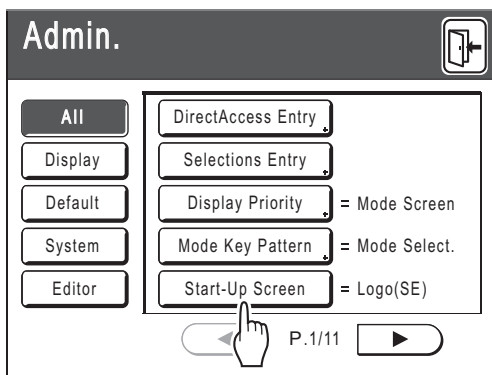 Admin.
All
DirectAccess Entry
Display
Selections Entry
Default
Display Priority = Mode Screen
System
Mode Key Pattern = Mode Select.
Editor
Start-Up Screen = Logo(SE)
P.1/11